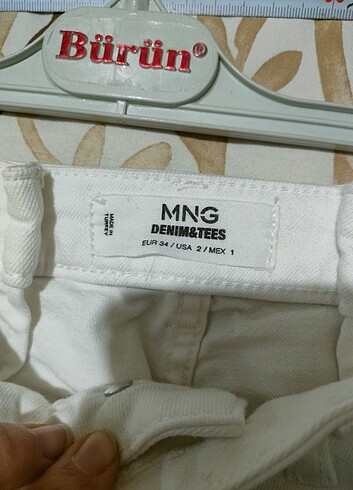 Bürün®
MNG
DENIM&TEES
EUR 34 / USA 2 / MEX 1
MADE IN
TURKEY